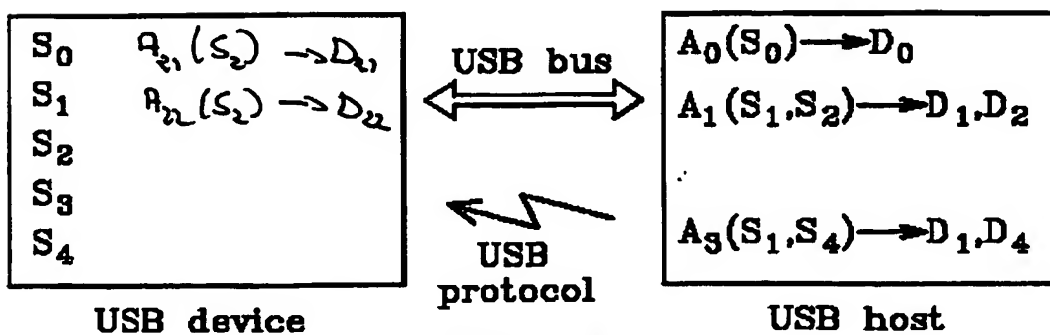 S₀ A₂₁(S₂) → D₂₁
S₁ A₂₂(S₂) → D₂₂
S₂
S₃
S₄
USB device
USB bus
USB protocol
A₀(S₀) → D₀
A₁(S₁,S₂) → D₁,D₂
A₃(S₁,S₄) → D₁,D₄
USB host